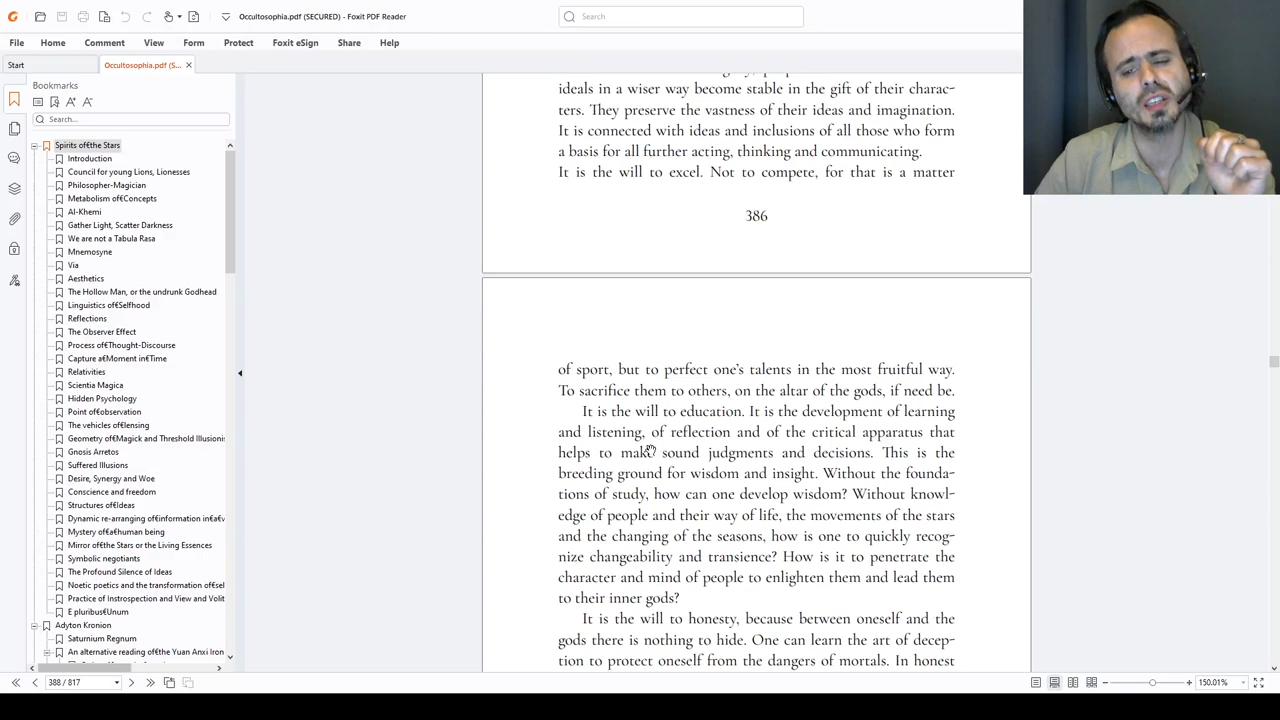 Occultosophia.pdf (SECURED) - Foxit PDF Reader
Search
File Home Comment View Form Protect Foxit eSign Share Help
Start
Occultosophia.pdf (S...
Bookmarks
Search...
Spirits of€the Stars
Introduction
Council for young Lions, Lionesses
Philosopher-Magician
Metabolism of€Concepts
Al-Khemi
Gather Light, Scatter Darkness
We are not a Tabula Rasa
Mnemosyne
Via
Aesthetics
The Hollow Man, or the undrunk Godhead
Linguistics of€Selfhood
Reflections
The Observer Effect
Process of€Thought-Discourse
Capture a€Moment in€Time
Relativities
Scientia Magica
Hidden Psychology
Point of€observation
The vehicles of€lensing
Geometry of€Magick and Threshold Illusionis
Gnosis Arretos
Suffered Illusions
Desire, Synergy and Woe
Conscience and freedom
Structures of€Ideas
Dynamic re-arranging of€information in€a€v
Mystery of€a€human being
Mirror of€the Stars or the Living Essences
Symbolic negotiants
The Profound Silence of Ideas
Noetic poetics and the transformation of€sel
Practice of Instrospection and View and Volit
E pluribus€Unum
Adyton Kronion
Saturnium Regnum
An alternative reading of€the Yuan Anxi Iron
ideals in a wiser way become stable in the gift of their charac-
ters. They preserve the vastness of their ideas and imagination.
It is connected with ideas and inclusions of all those who form
a basis for all further acting, thinking and communicating.
It is the will to excel. Not to compete, for that is a matter
386
of sport, but to perfect one's talents in the most fruitful way.
To sacrifice them to others, on the altar of the gods, if need be.
It is the will to education. It is the development of learning
and listening, of reflection and of the critical apparatus that
helps to make sound judgments and decisions. This is the
breeding ground for wisdom and insight. Without the founda-
tions of study, how can one develop wisdom? Without knowl-
edge of people and their way of life, the movements of the stars
and the changing of the seasons, how is one to quickly recog-
nize changeability and transience? How is it to penetrate the
character and mind of people to enlighten them and lead them
to their inner gods?
It is the will to honesty, because between oneself and the
gods there is nothing to hide. One can learn the art of decep-
tion to protect oneself from the dangers of mortals. In honest
388 / 817
150.01%